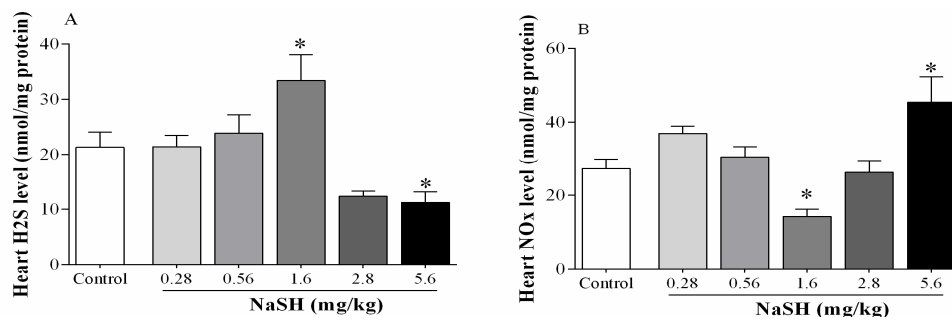 A
Heart H2S level (nmol/mg protein)
40
30
20
10
0
*
*
Control
0.28
0.56
1.6
2.8
5.6
NaSH (mg/kg)
B
Heart NOx level (nmol/mg protein)
60
40
20
0
*
*
Control
0.28
0.56
1.6
2.8
5.6
NaSH (mg/kg)